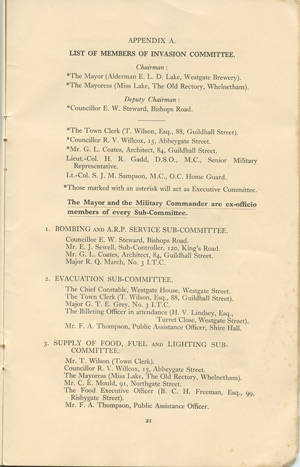 APPENDIX A.
LIST OF MEMBERS OF INVASION COMMITTEE.
Chairman :
*The Mayor (Alderman E. L. D. Lake, Westgate Brewery).
*The Mayoress (Miss Lake, The Old Rectory, Whelnetham).
Deputy Chairman :
*Councillor E. W. Steward, Bishops Road.
*The Town Clerk (T. Wilson, Esq., 88, Guildhall Street).
*Councillor R. V. Willcox, 15, Abbeygate Street.
*Mr. G. L. Coates, Architect, 84, Guildhall Street.
Lieut.-Col. H. R. Gadd, D.S.O., M.C., Senior Military
Representative.
Lt.-Col. S. J. M. Sampson, M.C., O.C. Home Guard.
*Those marked with an asterisk will act as Executive Committee.
The Mayor and the Military Commander are ex-officio
members of every Sub-Committee.
1. BOMBING AND A.R.P. SERVICE SUB-COMMITTEE.
Councillor E. W. Steward, Bishops Road.
Mr. E. J. Sewell, Sub-Controller, 120, King's Road.
Mr. G. L. Coates, Architect, 84, Guildhall Street.
Major R. Q. March, No. 3 I.T.C.
2. EVACUATION SUB-COMMITTEE.
The Chief Constable, Westgate House, Westgate Street.
The Town Clerk (T. Wilson, Esq., 88, Guildhall Street).
Major G. T. E. Grey, No. 3 I.T.C.
The Billeting Officer in attendance (H. V. Lindsey, Esq.,
Turret Close, Westgate Street).
Mr. F. A. Thompson, Public Assistance Officer, Shire Hall.
3. SUPPLY OF FOOD, FUEL AND LIGHTING SUB-
COMMITTEE.
Mr. T. Wilson (Town Clerk).
Councillor R. V. Willcox, 15, Abbeygate Street.
The Mayoress (Miss Lake, The Old Rectory, Whelnetham).
Mr. C. E. Mould, 91, Northgate Street.
The Food Executive Officer (B. C. H. Freeman, Esq., 99,
Risbygate Street).
Mr. F. A. Thompson, Public Assistance Officer.
21